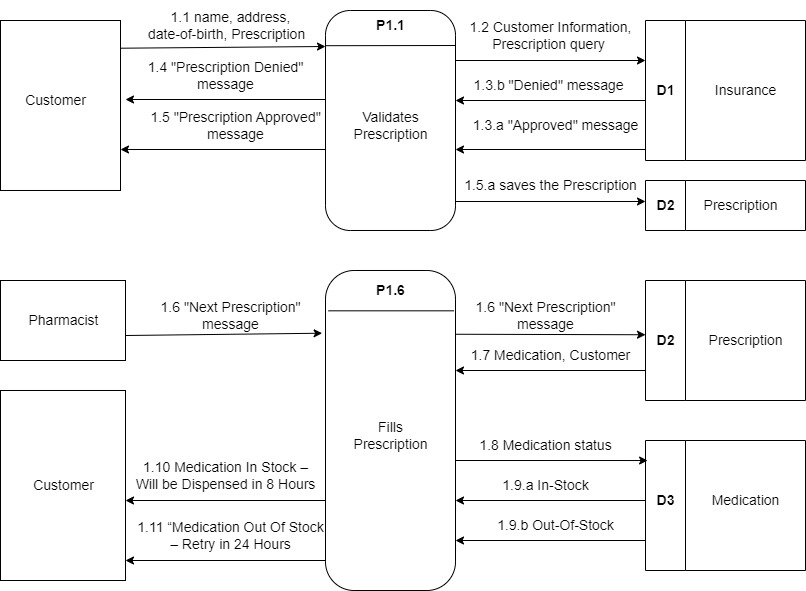 1.1 name, address,
date-of-birth, Prescription
P1.1
1.2 Customer Information,
Prescription query
1.4 "Prescription Denied"
message
1.3.b "Denied" message
Customer
D1
Insurance
1.5 "Prescription Approved"
message
Validates
Prescription
1.3.a "Approved" message
1.5.a saves the Prescription
D2
Prescription
P1.6
Pharmacist
1.6 "Next Prescription"
message
1.6 "Next Prescription"
message
D2
Prescription
1.7 Medication, Customer
Fills
Prescription
1.8 Medication status
Customer
1.10 Medication In Stock –
Will be Dispensed in 8 Hours
1.9.a In-Stock
D3
Medication
1.11 “Medication Out Of Stock
– Retry in 24 Hours
1.9.b Out-Of-Stock